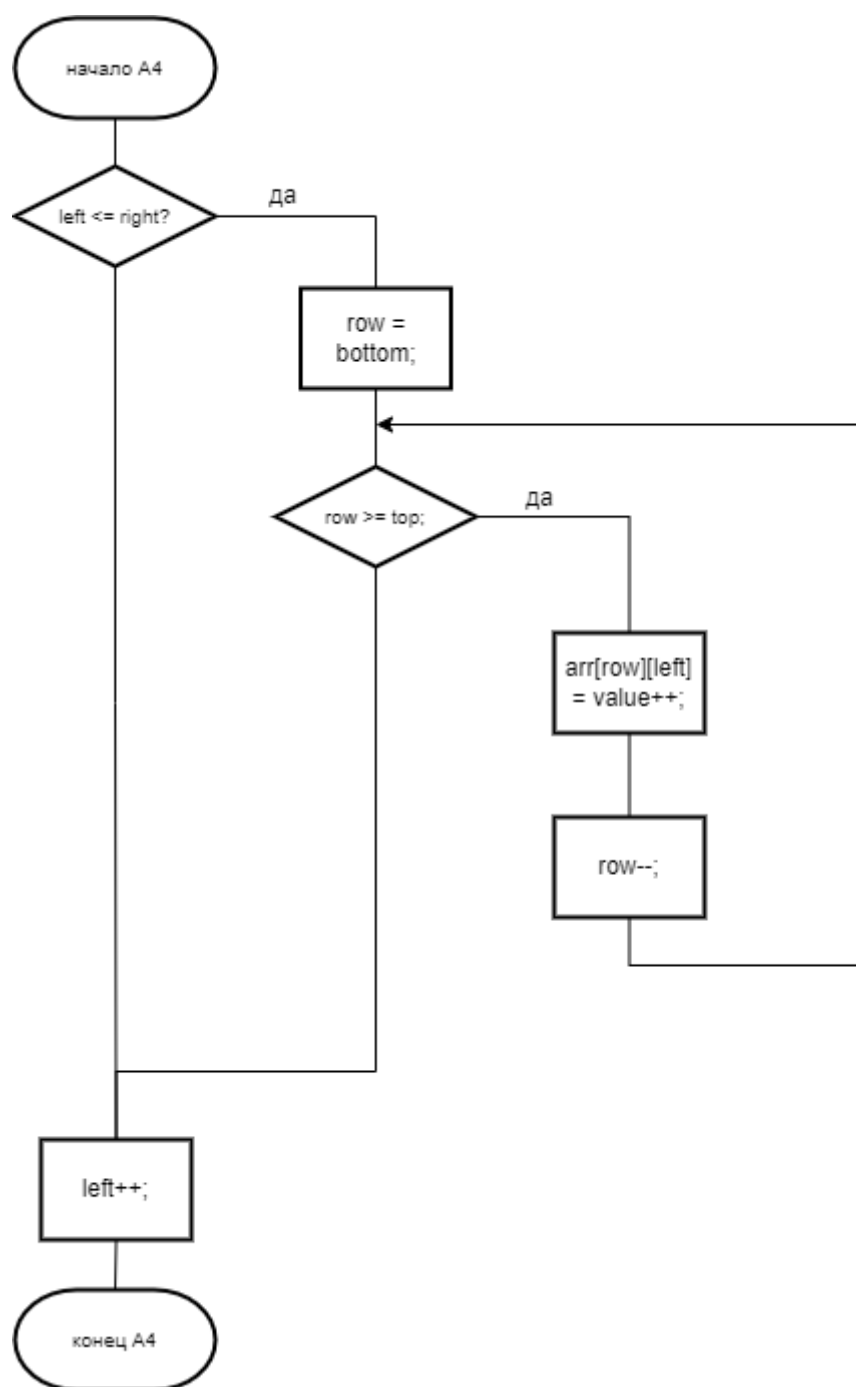 начало А4
left <= right?
да
row =
bottom;
row >= top;
да
arr[row][left]
= value++;
row--;
left++;
конец А4